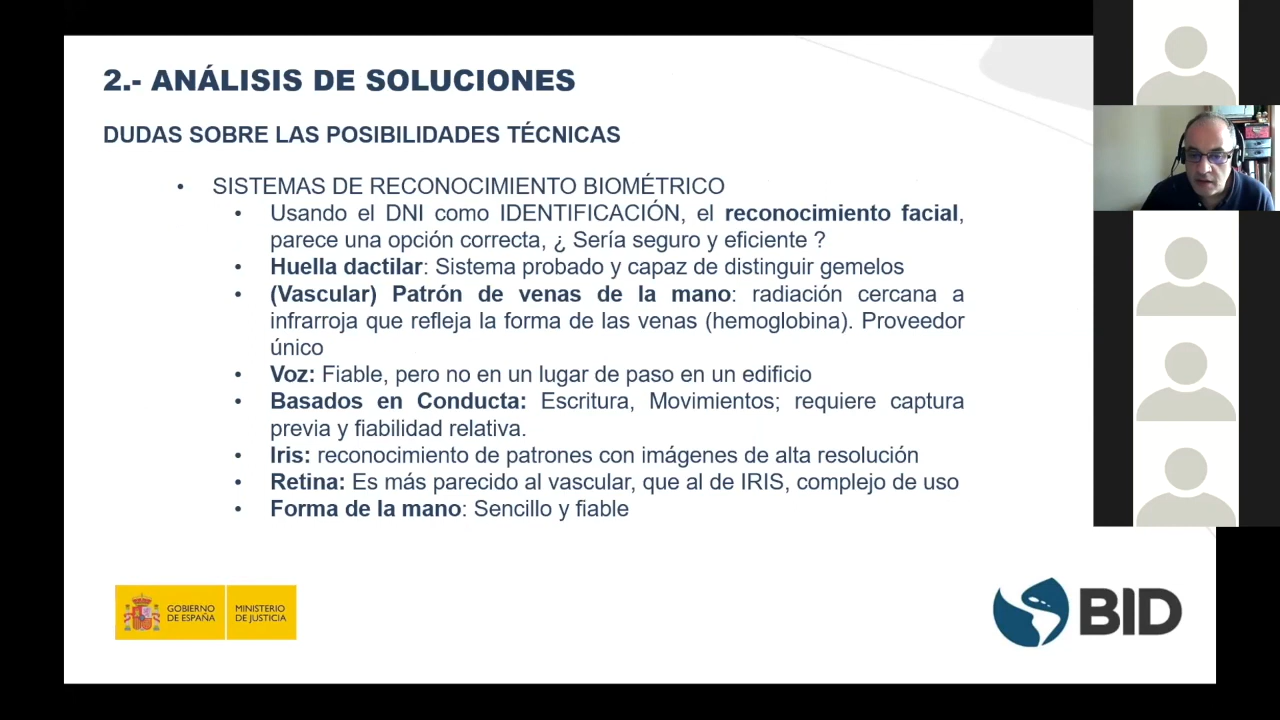 2.- ANÁLISIS DE SOLUCIONES
DUDAS SOBRE LAS POSIBILIDADES TÉCNICAS
• SISTEMAS DE RECONOCIMIENTO BIOMÉTRICO
• Usando el DNI como IDENTIFICACIÓN, el reconocimiento facial,
parece una opción correcta, ¿ Sería seguro y eficiente ?
• Huella dactilar: Sistema probado y capaz de distinguir gemelos
• (Vascular) Patrón de venas de la mano: radiación cercana a
infrarroja que refleja la forma de las venas (hemoglobina). Proveedor
único
• Voz: Fiable, pero no en un lugar de paso en un edificio
• Basados en Conducta: Escritura, Movimientos; requiere captura
previa y fiabilidad relativa.
• Iris: reconocimiento de patrones con imágenes de alta resolución
• Retina: Es más parecido al vascular, que al de IRIS, complejo de uso
• Forma de la mano: Sencillo y fiable
GOBIERNO
DE ESPAÑA
MINISTERIO
DE JUSTICIA
BID